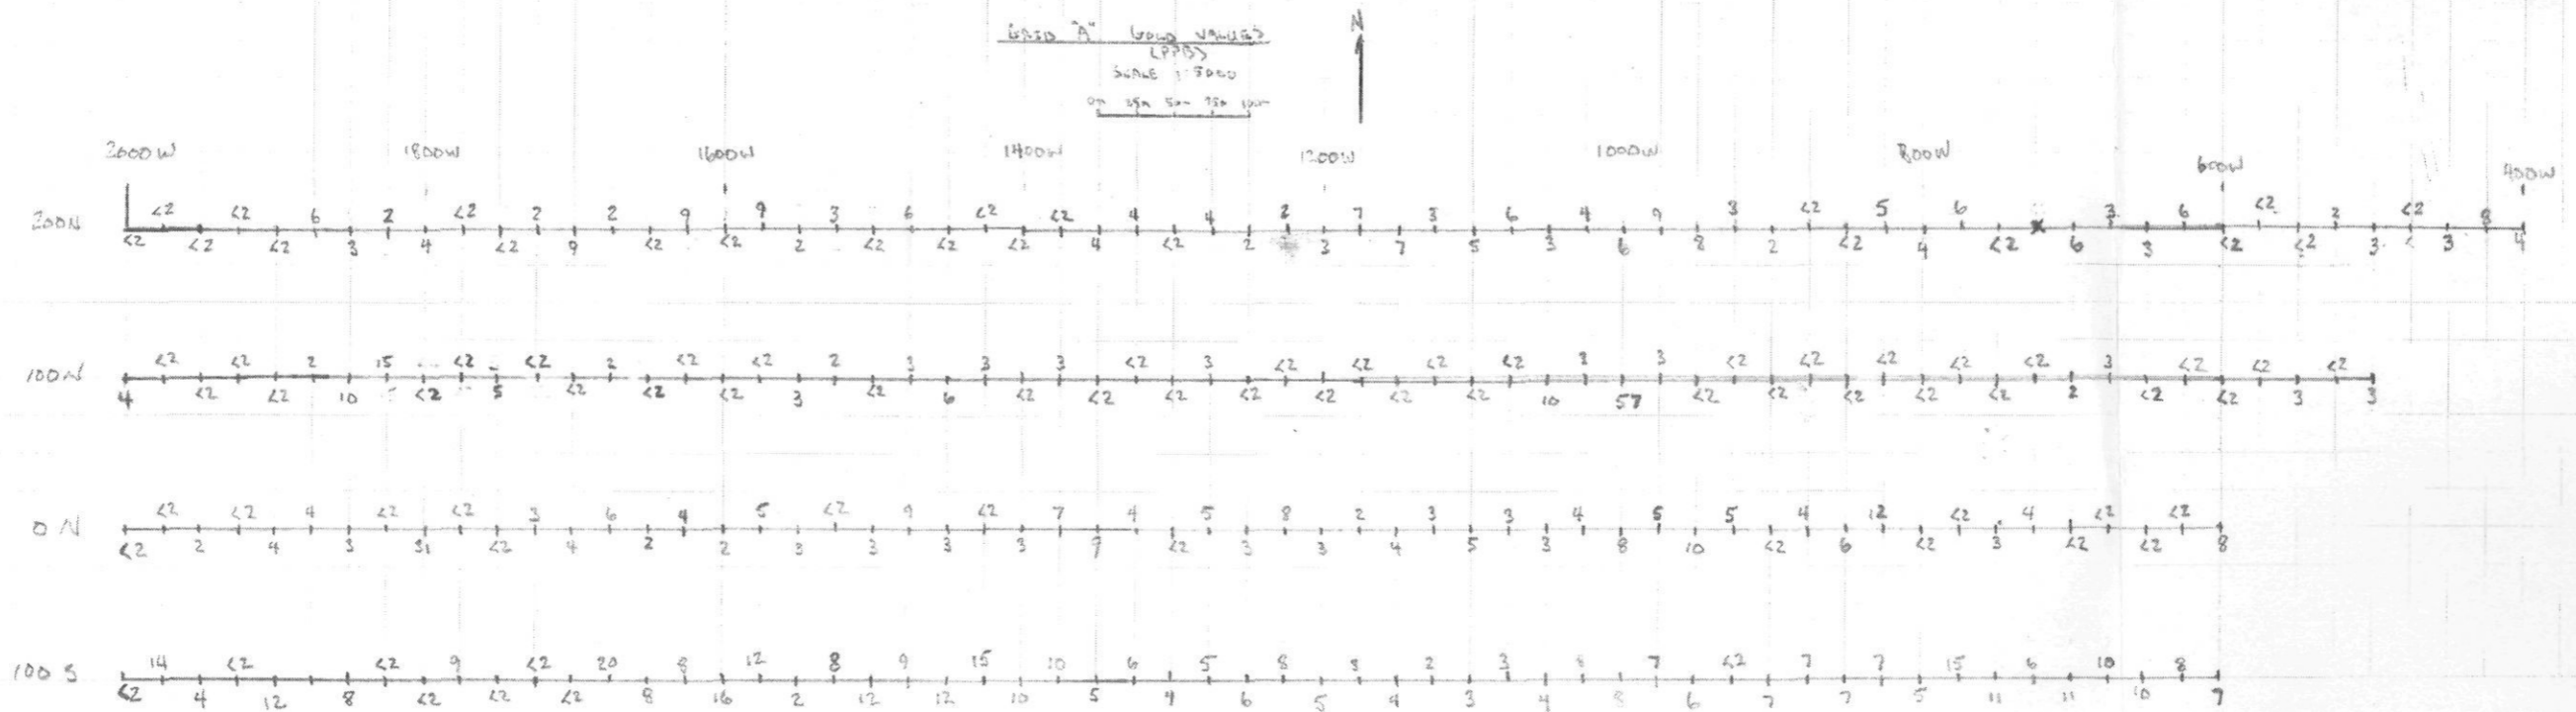 GRID "A" GOLD VALUES
(PPB)
SCALE 1:5000
0m 25m 50m 75m 100m
N
2000W 1800W 1600W 1400W 1200W 1000W 800W 600W 400W
<2 <2 6 2 <2 2 2 9 9 3 6 <2 <2 4 4 2 7 3 6 4 9 3 <2 5 6 3 6 <2 2 <2 8
200N
<2 <2 <2 3 4 <2 9 <2 <2 2 <2 <2 <2 4 <2 2 3 7 5 3 6 8 2 <2 4 <2 x 6 3 <2 <2 3 3 4
<2 <2 2 15 <2 <2 2 <2 <2 2 3 3 3 <2 3 <2 <2 <2 <2 3 3 <2 <2 <2 <2 <2 3 <2 <2 <2
100N
4 <2 <2 10 <2 5 <2 <2 <2 3 <2 6 <2 <2 <2 <2 <2 <2 <2 10 57 <2 <2 <2 <2 <2 2 <2 <2 3 3
<2 <2 4 <2 <2 3 6 4 5 <2 9 <2 7 4 5 8 2 3 3 4 5 5 4 12 <2 4 <2 <2
0 N
<2 2 4 3 31 <2 4 2 2 3 3 3 3 9 <2 3 3 4 5 3 8 10 <2 6 <2 3 <2 <2 8
14 <2 <2 9 <2 20 8 12 8 9 15 10 6 5 8 8 2 3 8 7 <2 7 7 15 6 10 8
100 S
<2 4 12 8 <2 <2 <2 8 16 2 12 12 10 5 4 6 5 4 3 4 8 6 7 7 5 11 11 10 7